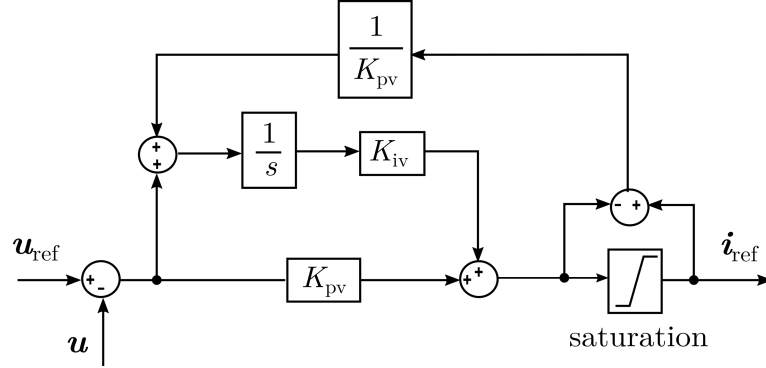 1
K_pv
+
+
1
s
K_iv
- +
u_ref
i_ref
+
-
K_pv
+
+
u
saturation